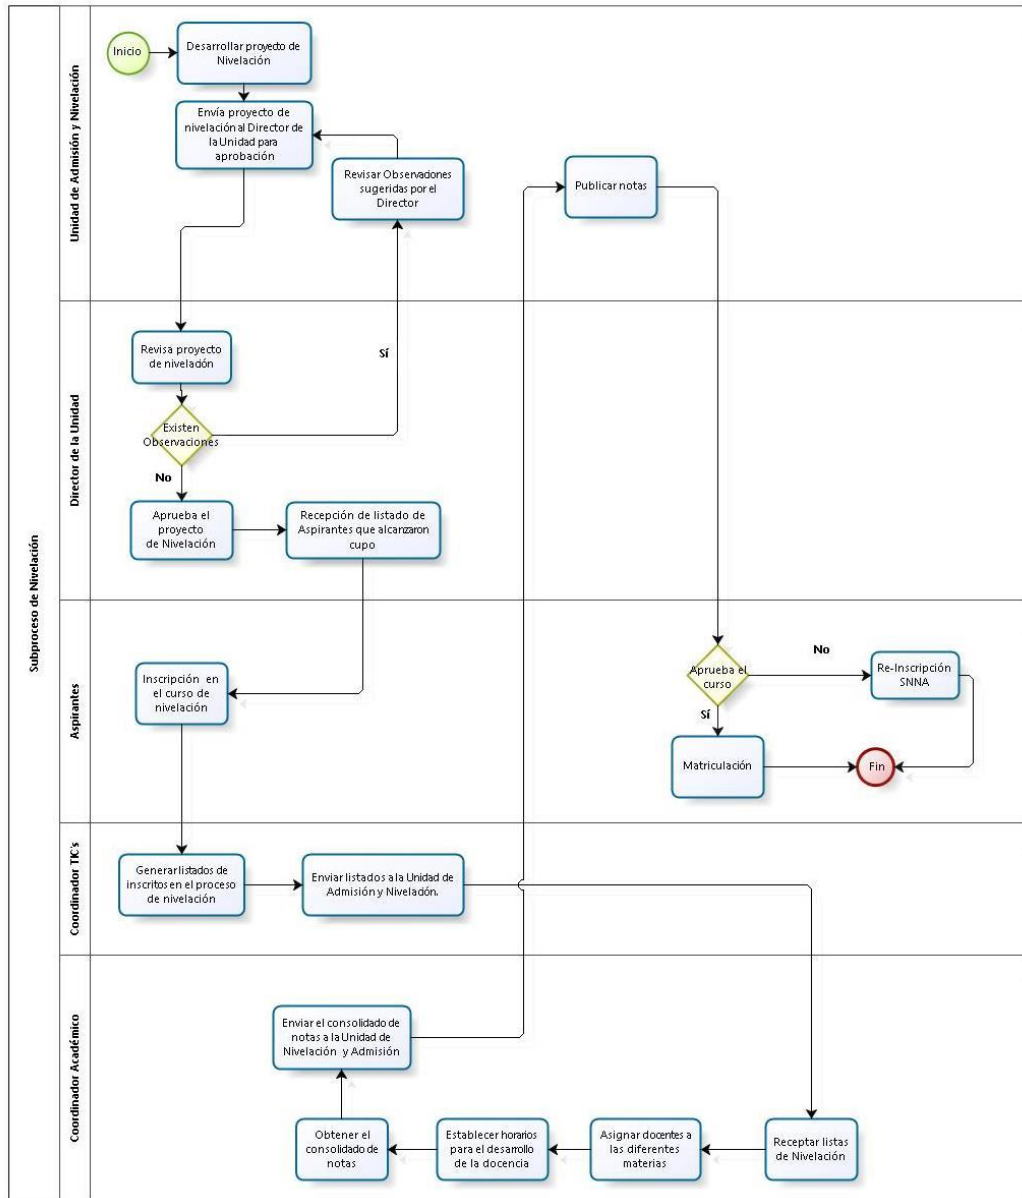 Subproceso de Nivelación
Unidad de Admisión y Nivelación
Inicio
Desarrollar proyecto de
Nivelación
Envía proyecto de
nivelación al Director de
la Unidad para
aprobación
Revisar Observaciones
sugeridas por el
Director
Publicar notas
Director de la Unidad
Revisa proyecto
de nivelación
Sí
Existen
Observaciones
No
Aprueba el
proyecto
de Nivelación
Recepción de listado de
Aspirantes que alcanzaron
cupo
Aspirantes
Inscripción en
el curso de
nivelación
Aprueba el
curso
No
Re-Inscripción
SNNA
Sí
Matriculación
Fin
Coordinador TIC's
Generar listados de
inscritos en el proceso
de nivelación
Enviar listados a la Unidad de
Admisión y Nivelación.
Coordinador Académico
Enviar el consolidado de
notas a la Unidad de
Nivelación y Admisión
Obtener el
consolidado de
notas
Establecer horarios
para el desarrollo
de la docencia
Asignar docentes a
las diferentes
materias
Receptar listas
de Nivelación